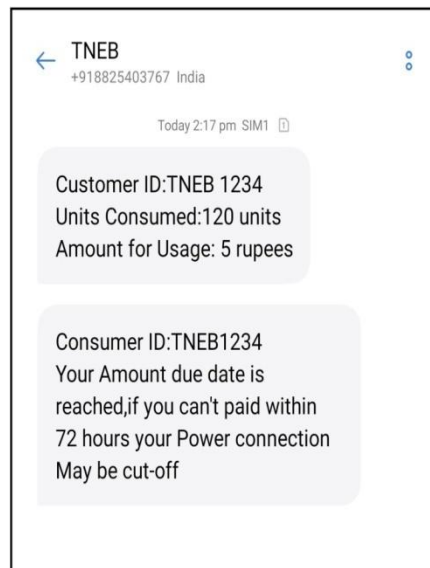 TNEB
+918825403767 India
Today 2:17 pm SIM1 1
Customer ID:TNEB 1234
Units Consumed:120 units
Amount for Usage: 5 rupees
Consumer ID:TNEB1234
Your Amount due date is
reached,if you can't paid within
72 hours your Power connection
May be cut-off